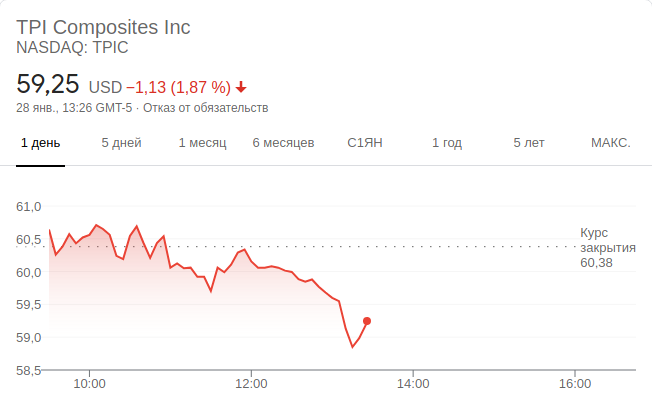 TPI Composites Inc
NASDAQ: TPIC
59,25 USD −1,13 (1,87 %)
28 янв., 13:26 GMT-5 · Отказ от обязательств
1 день 5 дней 1 месяц 6 месяцев С1ЯН 1 год 5 лет МАКС.
61,0
60,5
60,0
59,5
59,0
58,5
Курс
закрытия
60,38
10:00 12:00 14:00 16:00